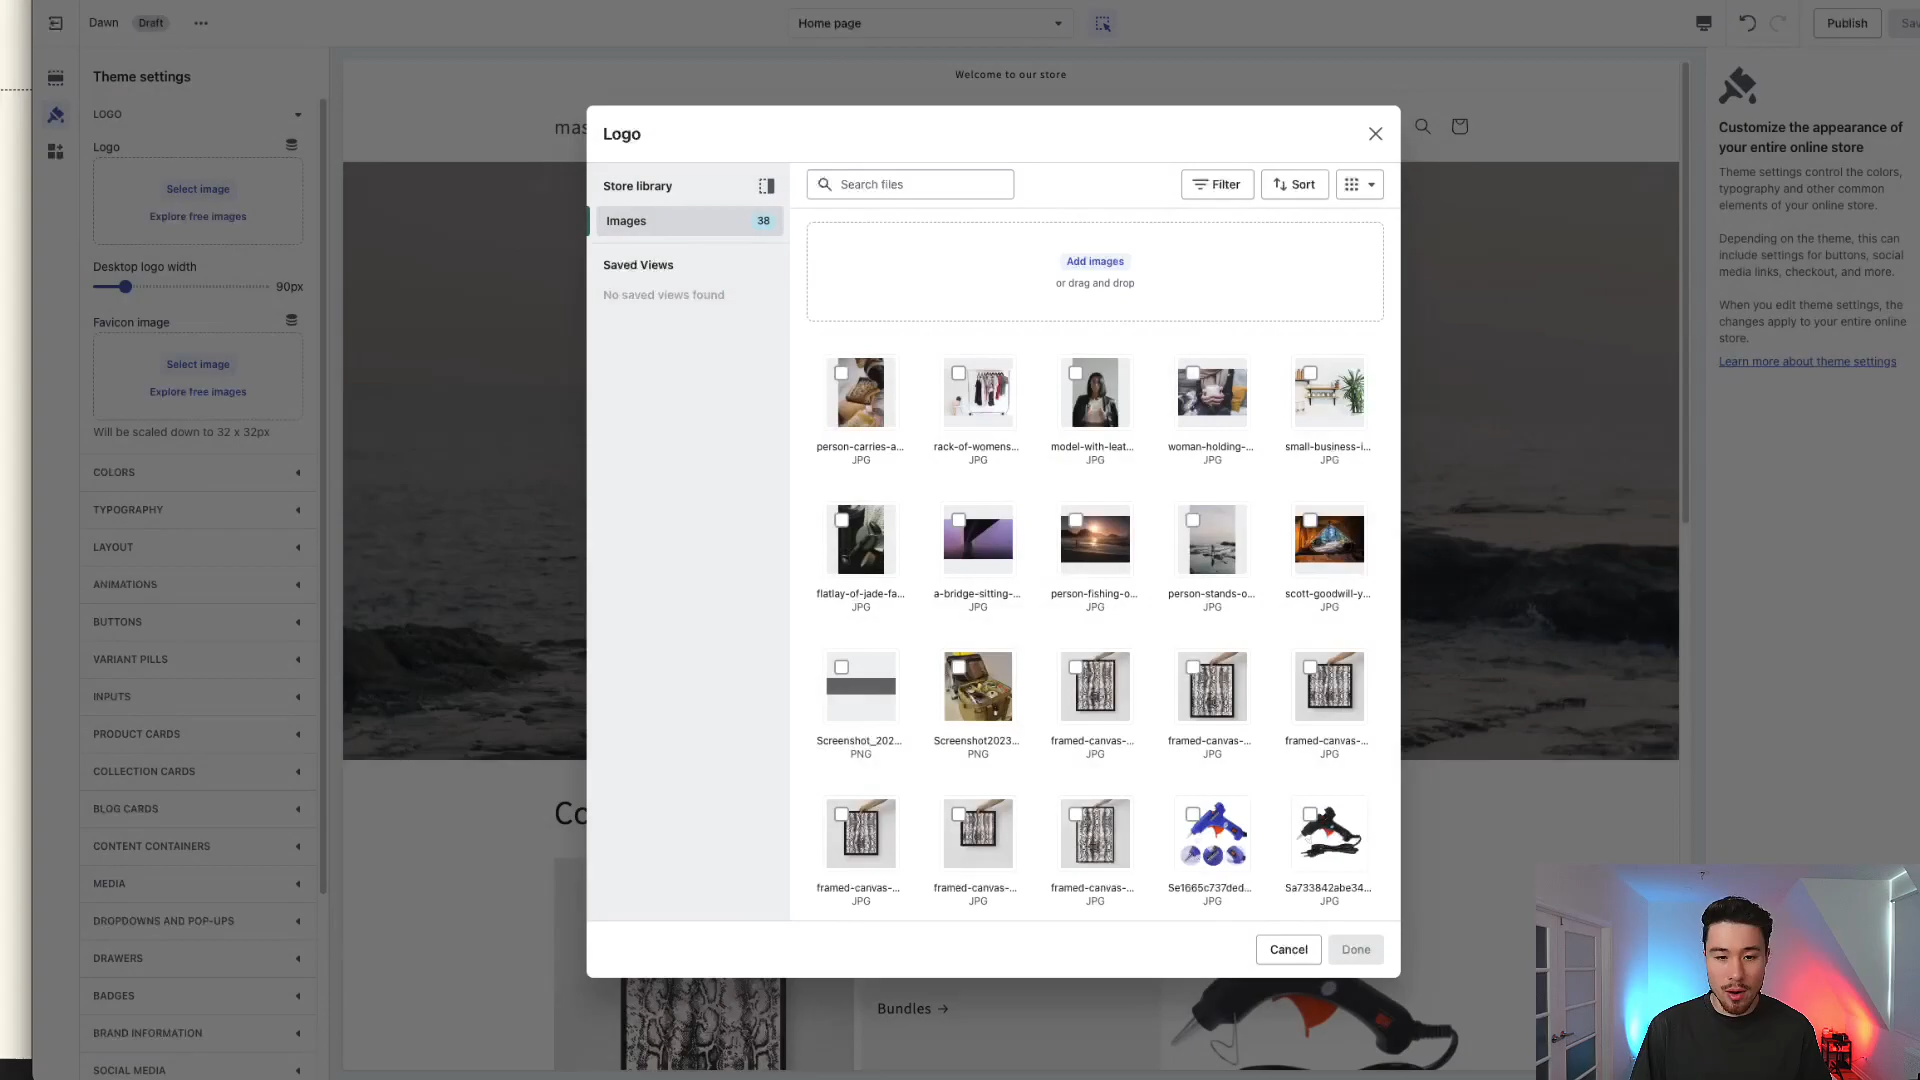 Dawn
Draft
Home page
Publish
Theme settings
LOGO
Logo
Select image
Explore free images
Desktop logo width
90px
Favicon image
Select image
Explore free images
Will be scaled down to 32 x 32px
COLORS
TYPOGRAPHY
LAYOUT
ANIMATIONS
BUTTONS
VARIANT PILLS
INPUTS
PRODUCT CARDS
COLLECTION CARDS
BLOG CARDS
CONTENT CONTAINERS
MEDIA
DROPDOWNS AND POP-UPS
DRAWERS
BADGES
BRAND INFORMATION
SOCIAL MEDIA
Welcome to our store
Logo
Store library
Images
38
Saved Views
No saved views found
Search files
Filter
Sort
Add images
or drag and drop
person-carries-a...
JPG
rack-of-womens...
JPG
model-with-leat...
JPG
woman-holding-...
JPG
small-business-i...
JPG
flatlay-of-jade-fa...
JPG
a-bridge-sitting-...
JPG
person-fishing-o...
JPG
person-stands-o...
JPG
scott-goodwill-y...
JPG
Screenshot_202...
PNG
Screenshot2023...
PNG
framed-canvas-...
JPG
framed-canvas-...
JPG
framed-canvas-...
JPG
framed-canvas-...
JPG
framed-canvas-...
JPG
framed-canvas-...
JPG
Se1665c737ded...
JPG
Sa733842abe34...
JPG
Cancel
Done
Bundles →
Customize the appearance of
your entire online store
Theme settings control the colors,
typography and other common
elements of your online store.
Depending on the theme, this can
include settings for buttons, social
media links, checkout, and more.
When you edit theme settings, the
changes apply to your entire online
store.
Learn more about theme settings